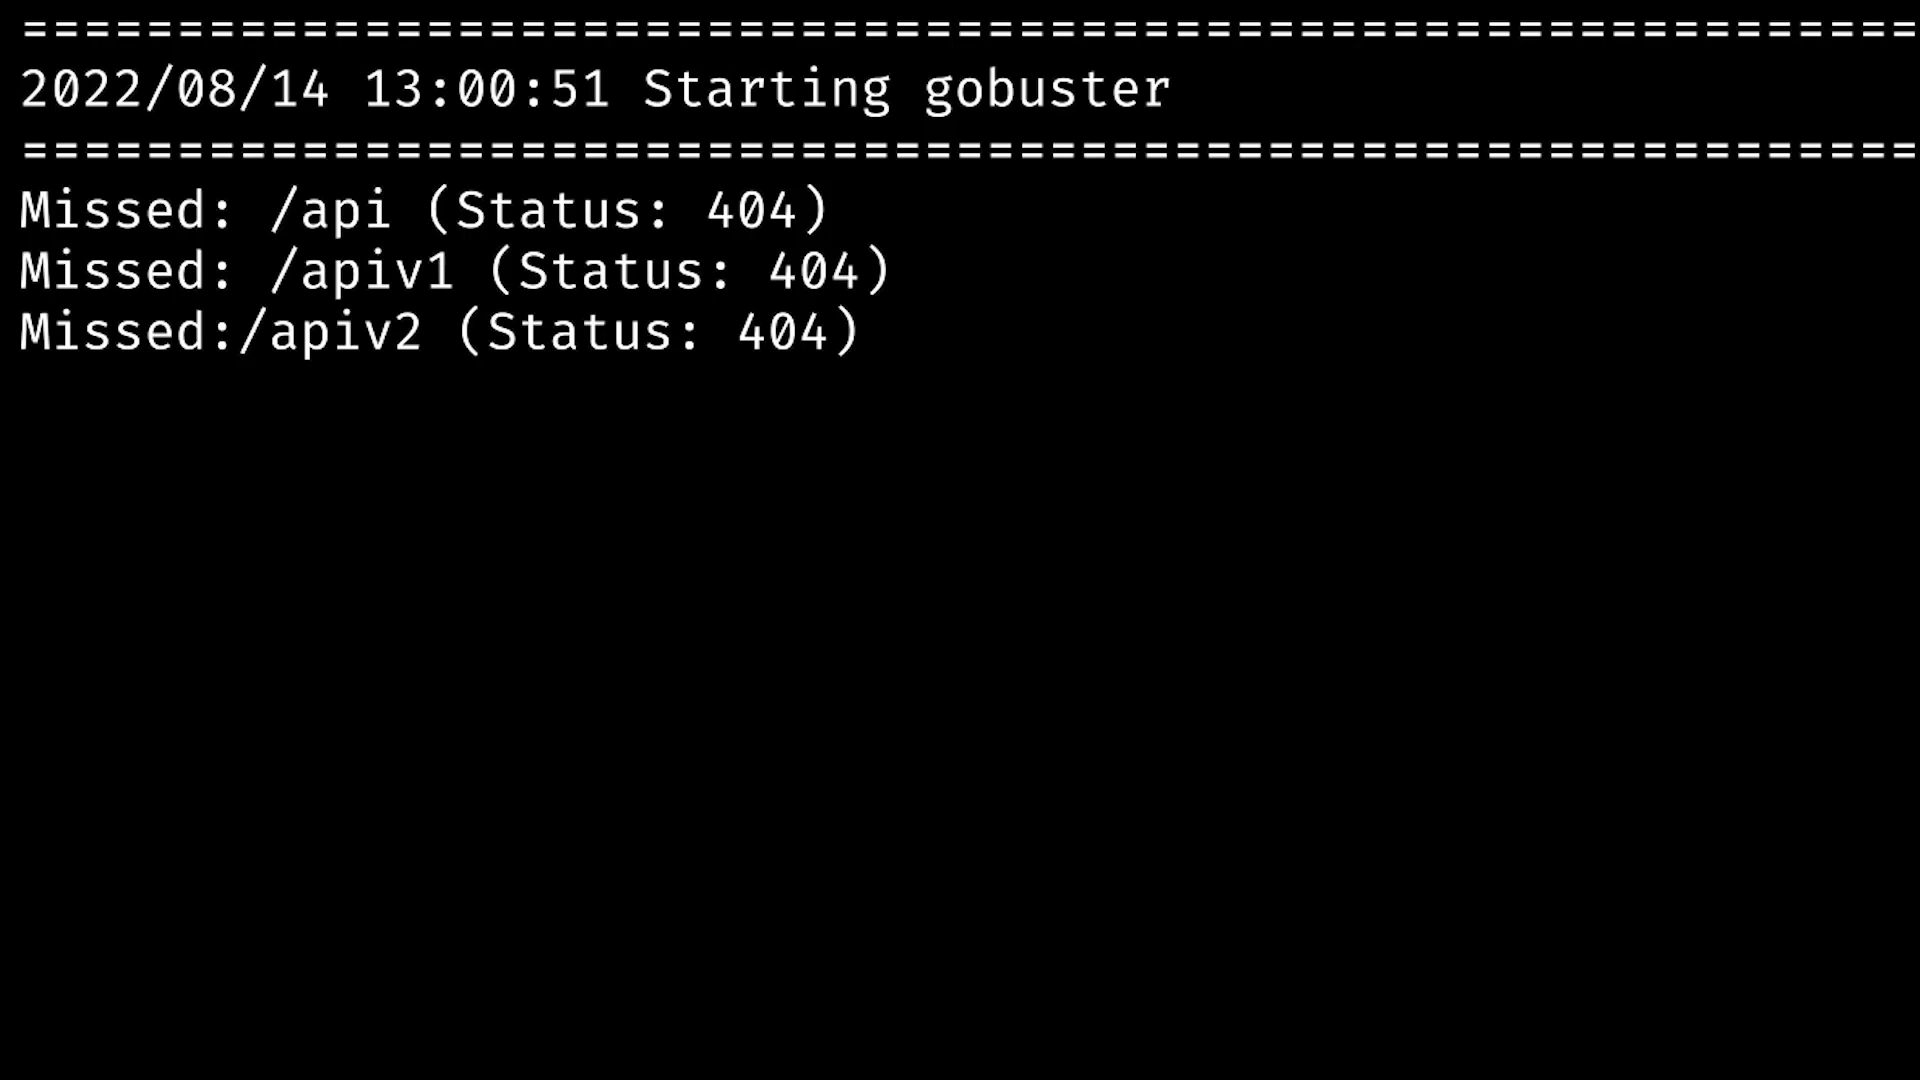 ==============================================================
2022/08/14 13:00:51 Starting gobuster
==============================================================
Missed: /api (Status: 404)
Missed: /apiv1 (Status: 404)
Missed:/apiv2 (Status: 404)